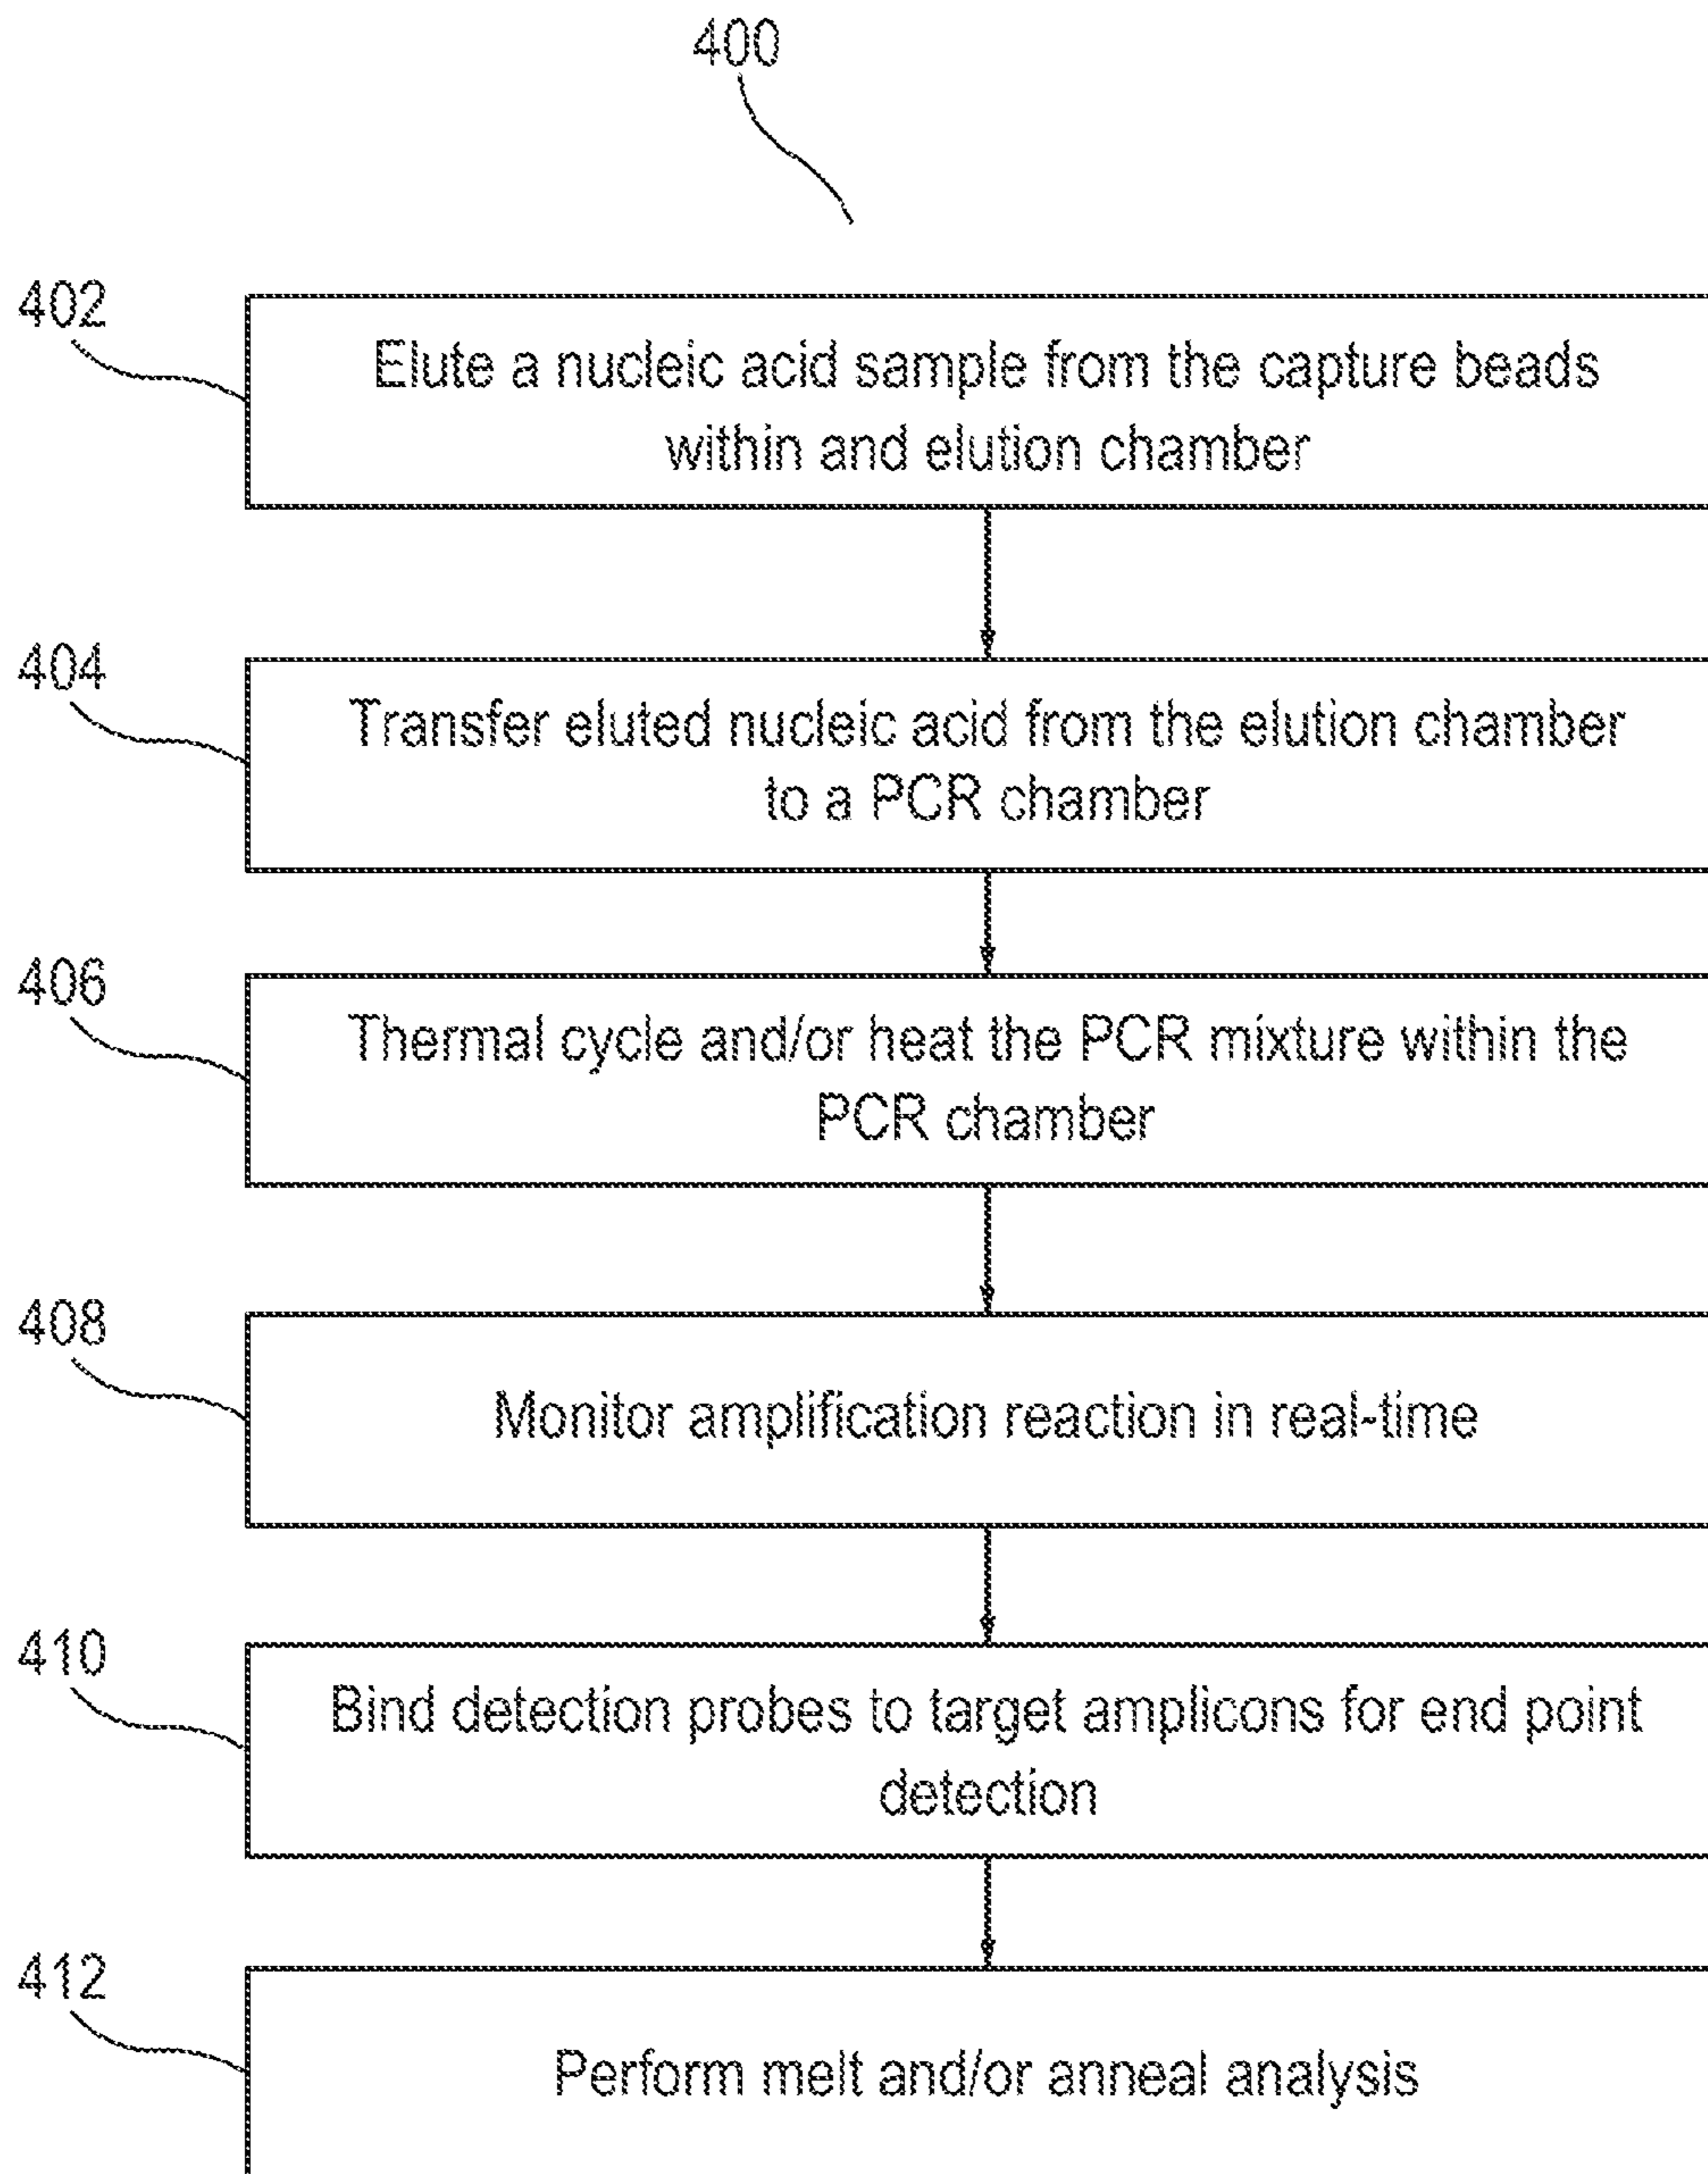 400
402
Elute a nucleic acid sample from the capture beads
within and elution chamber
404
Transfer eluted nucleic acid from the elution chamber
to a PCR chamber
406
Thermal cycle and/or heat the PCR mixture within the
PCR chamber
408
Monitor amplification reaction in real-time
410
Bind detection probes to target amplicons for end point
detection
412
Perform melt and/or anneal analysis